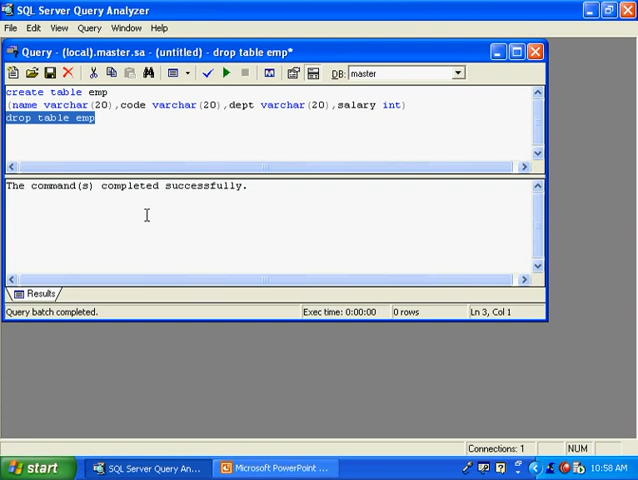 SQL Server Query Analyzer
File Edit View Query Window Help
Query - (local).master.sa - (untitled) - drop table emp*
DB: master
create table emp
(name varchar(20),code varchar(20),dept varchar(20),salary int)
drop table emp
The command(s) completed successfully.
Results
Query batch completed. Exec time: 0:00:00 0 rows Ln 3, Col 1
Connections: 1 NUM
start SQL Server Query An... Microsoft PowerPoint ... 10:58 AM